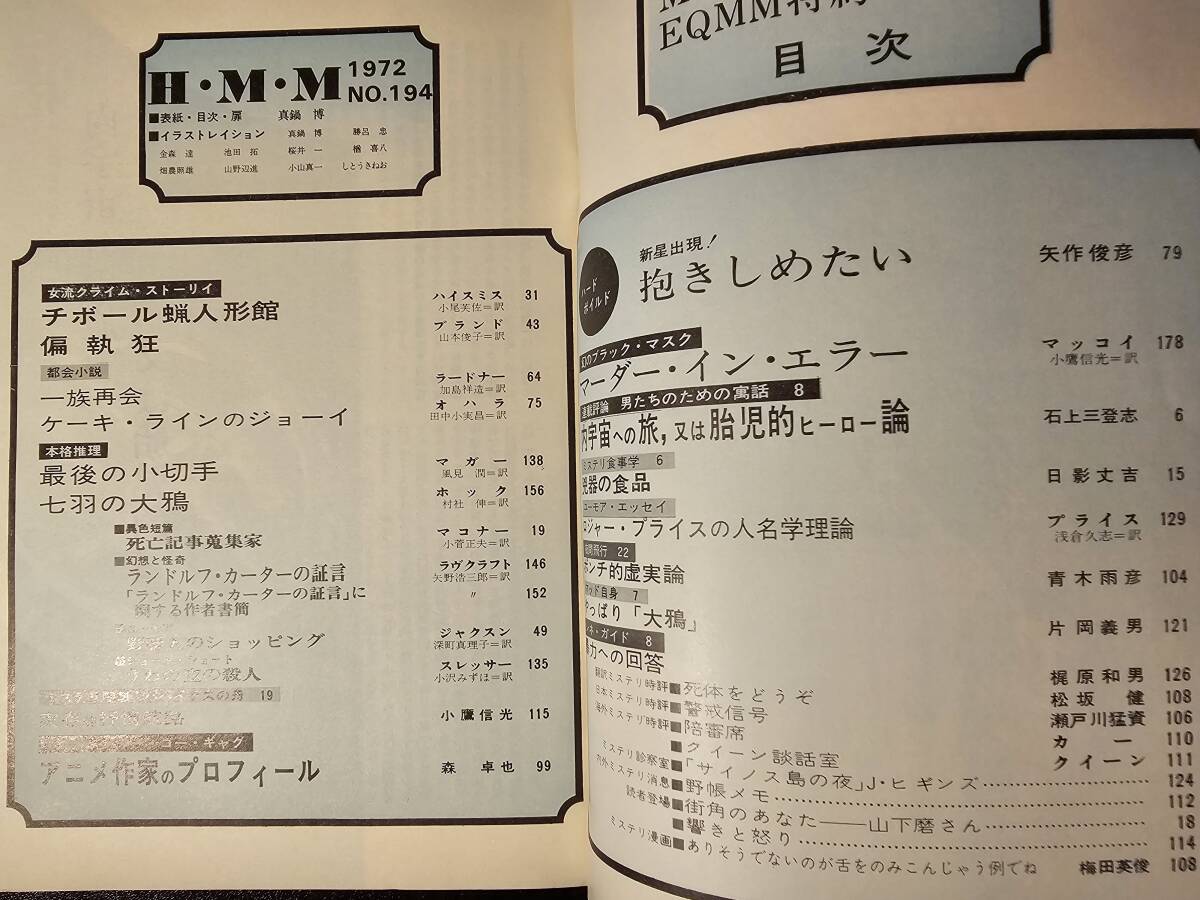 H・M・M 1972 NO.194
■表紙・目次・扉 真鍋 博
■イラストレイション 真鍋 博 勝呂 忠
金森 達 池田 拓 桜井 一 楢 喜八
畑農照雄 山野辺進 小山真一 しとうきねお
女流クライム・ストーリイ
チボール蝋人形館 ハイスミス 31
小尾芙佐=訳
偏執狂 ブランド 43
山本俊子=訳
都会小説
一族再会 ラードナー 64
加島祥造=訳
ケーキ・ラインのジョーイ オハラ 75
田中小実昌=訳
本格推理
最後の小切手 マガー 138
風見 潤=訳
七羽の大鴉 ホック 156
村社 伸=訳
■異色短篇
死亡記事蒐集家 マコナー 19
小菅正夫=訳
■幻想と怪奇
ランドルフ・カーターの証言 ラヴクラフト 146
矢野浩三郎=訳
「ランドルフ・カーターの証言」に 〃 152
関する作者書簡
のショッピング ジャクスン 49
深町真理子=訳
の殺人 スレッサー 135
小沢みずほ=訳
19
小鷹信光 115
ギャグ
アニメ作家のプロフィール 森 卓也 99
EQMM特約
目次
ハードボイルド
新星出現!
抱きしめたい 矢作俊彦 79
のブラック・マスク
マーダー・イン・エラー マッコイ 178
小鷹信光=訳
連載評論 男たちのための寓話 8
内宇宙への旅,又は胎児的ヒーロー論 石上三登志 6
ミステリ食事学 6
器の食品 日影丈吉 15
ユーモア・エッセイ
ロジャー・プライスの人名学理論 プライス 129
浅倉久志=訳
飛行 22
ポンチ的虚実論 青木雨彦 104
自身 7
やっぱり「大鴉」 片岡義男 121
ガイド 8
力への回答 梶原和男 126
翻訳ミステリ時評■死体をどうぞ 松坂 健 108
日本ミステリ時評■警戒信号 瀬戸川猛資 106
海外ミステリ時評■陪審席 カー 110
■クイーン談話室 クイーン 111
ミステリ診察室■「サイノス島の夜」J・ヒギンズ 124
内外ミステリ消息■野帳メモ 112
読者登場■街角のあなた――山下磨さん 18
■響きと怒り 114
ミステリ漫画■ありそうでないのが舌をのみこんじゃう例でね 梅田英俊 108